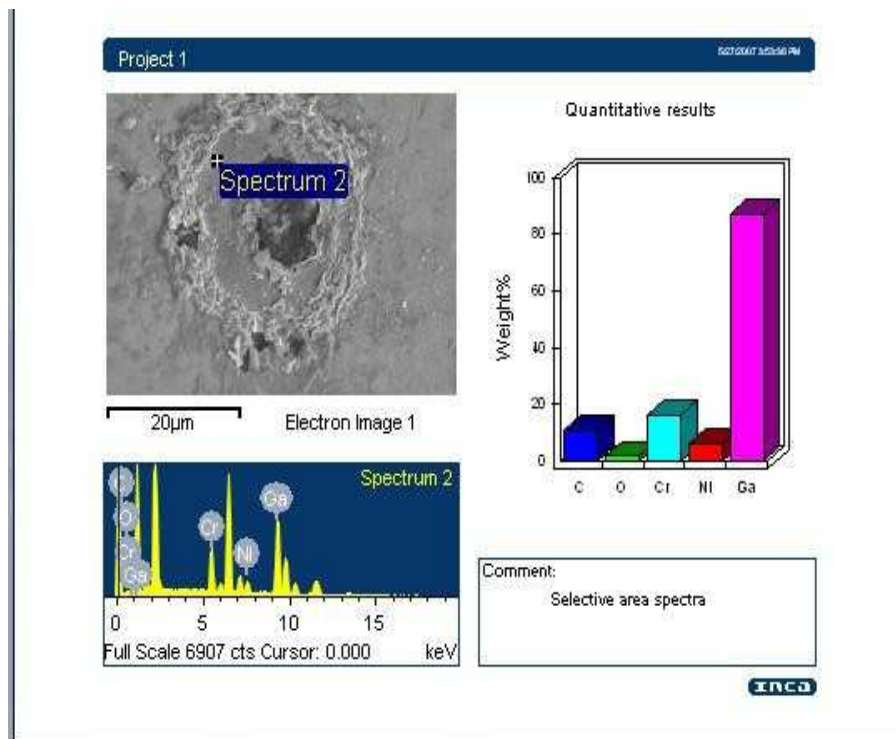 Project 1
Spectrum 2
20µm
Electron Image 1
Quantitative results
Weight%
100
80
60
40
20
0
C O Cr Ni Ga
Spectrum 2
C
O
Cr
Ga
Cr
Ni
Ga
0 5 10 15
Full Scale 6907 cts Cursor: 0.000 keV
Comment:
Selective area spectra
INCA